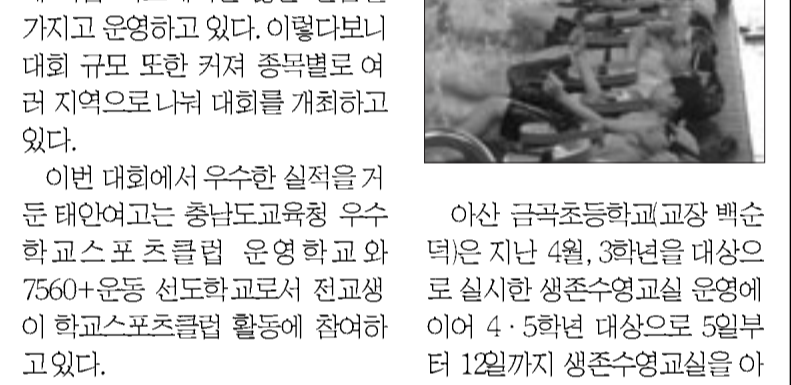 가지고 운영하고 있다. 이렇다보니
대회 규모 또한 커져 종목별로 여
러 지역으로 나눠 대회를 개최하고
있다.
이번 대회에서 우수한 실적을 거
둔 태안여고는 충남도교육청 우수
학교스포츠클럽 운영학교와
7560+운동 선도학교로서 전교생
이 학교스포츠클럽 활동에 참여하
고 있다.
아산 금곡초등학교(교장 백순
덕)은 지난 4월, 3학년을 대상으
로 실시한 생존수영교실 운영에
이어 4·5학년 대상으로 5일부
터 12일까지 생존수영교실을 아